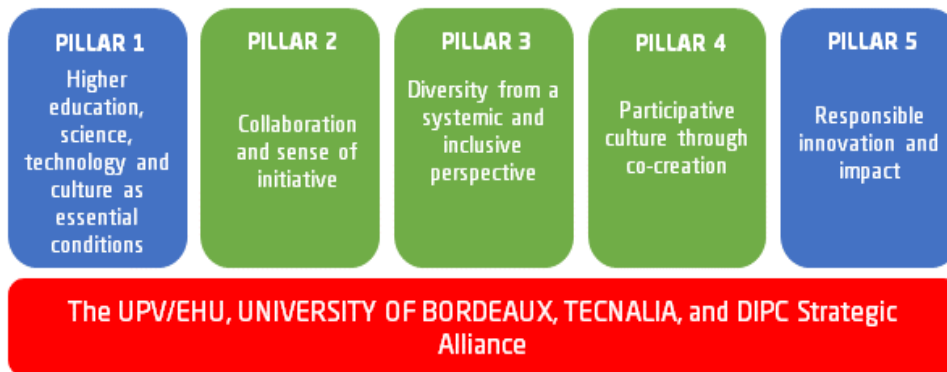 PILLAR 1
Higher
education,
science,
technology and
culture as
essential
conditions
PILLAR 2
Collaboration
and sense of
initiative
PILLAR 3
Diversity from a
systemic and
inclusive
perspective
PILLAR 4
Participative
culture through
co-creation
PILLAR 5
Responsible
innovation and
impact
The UPV/EHU, UNIVERSITY OF BORDEAUX, TECNALIA, and DIPC Strategic
Alliance